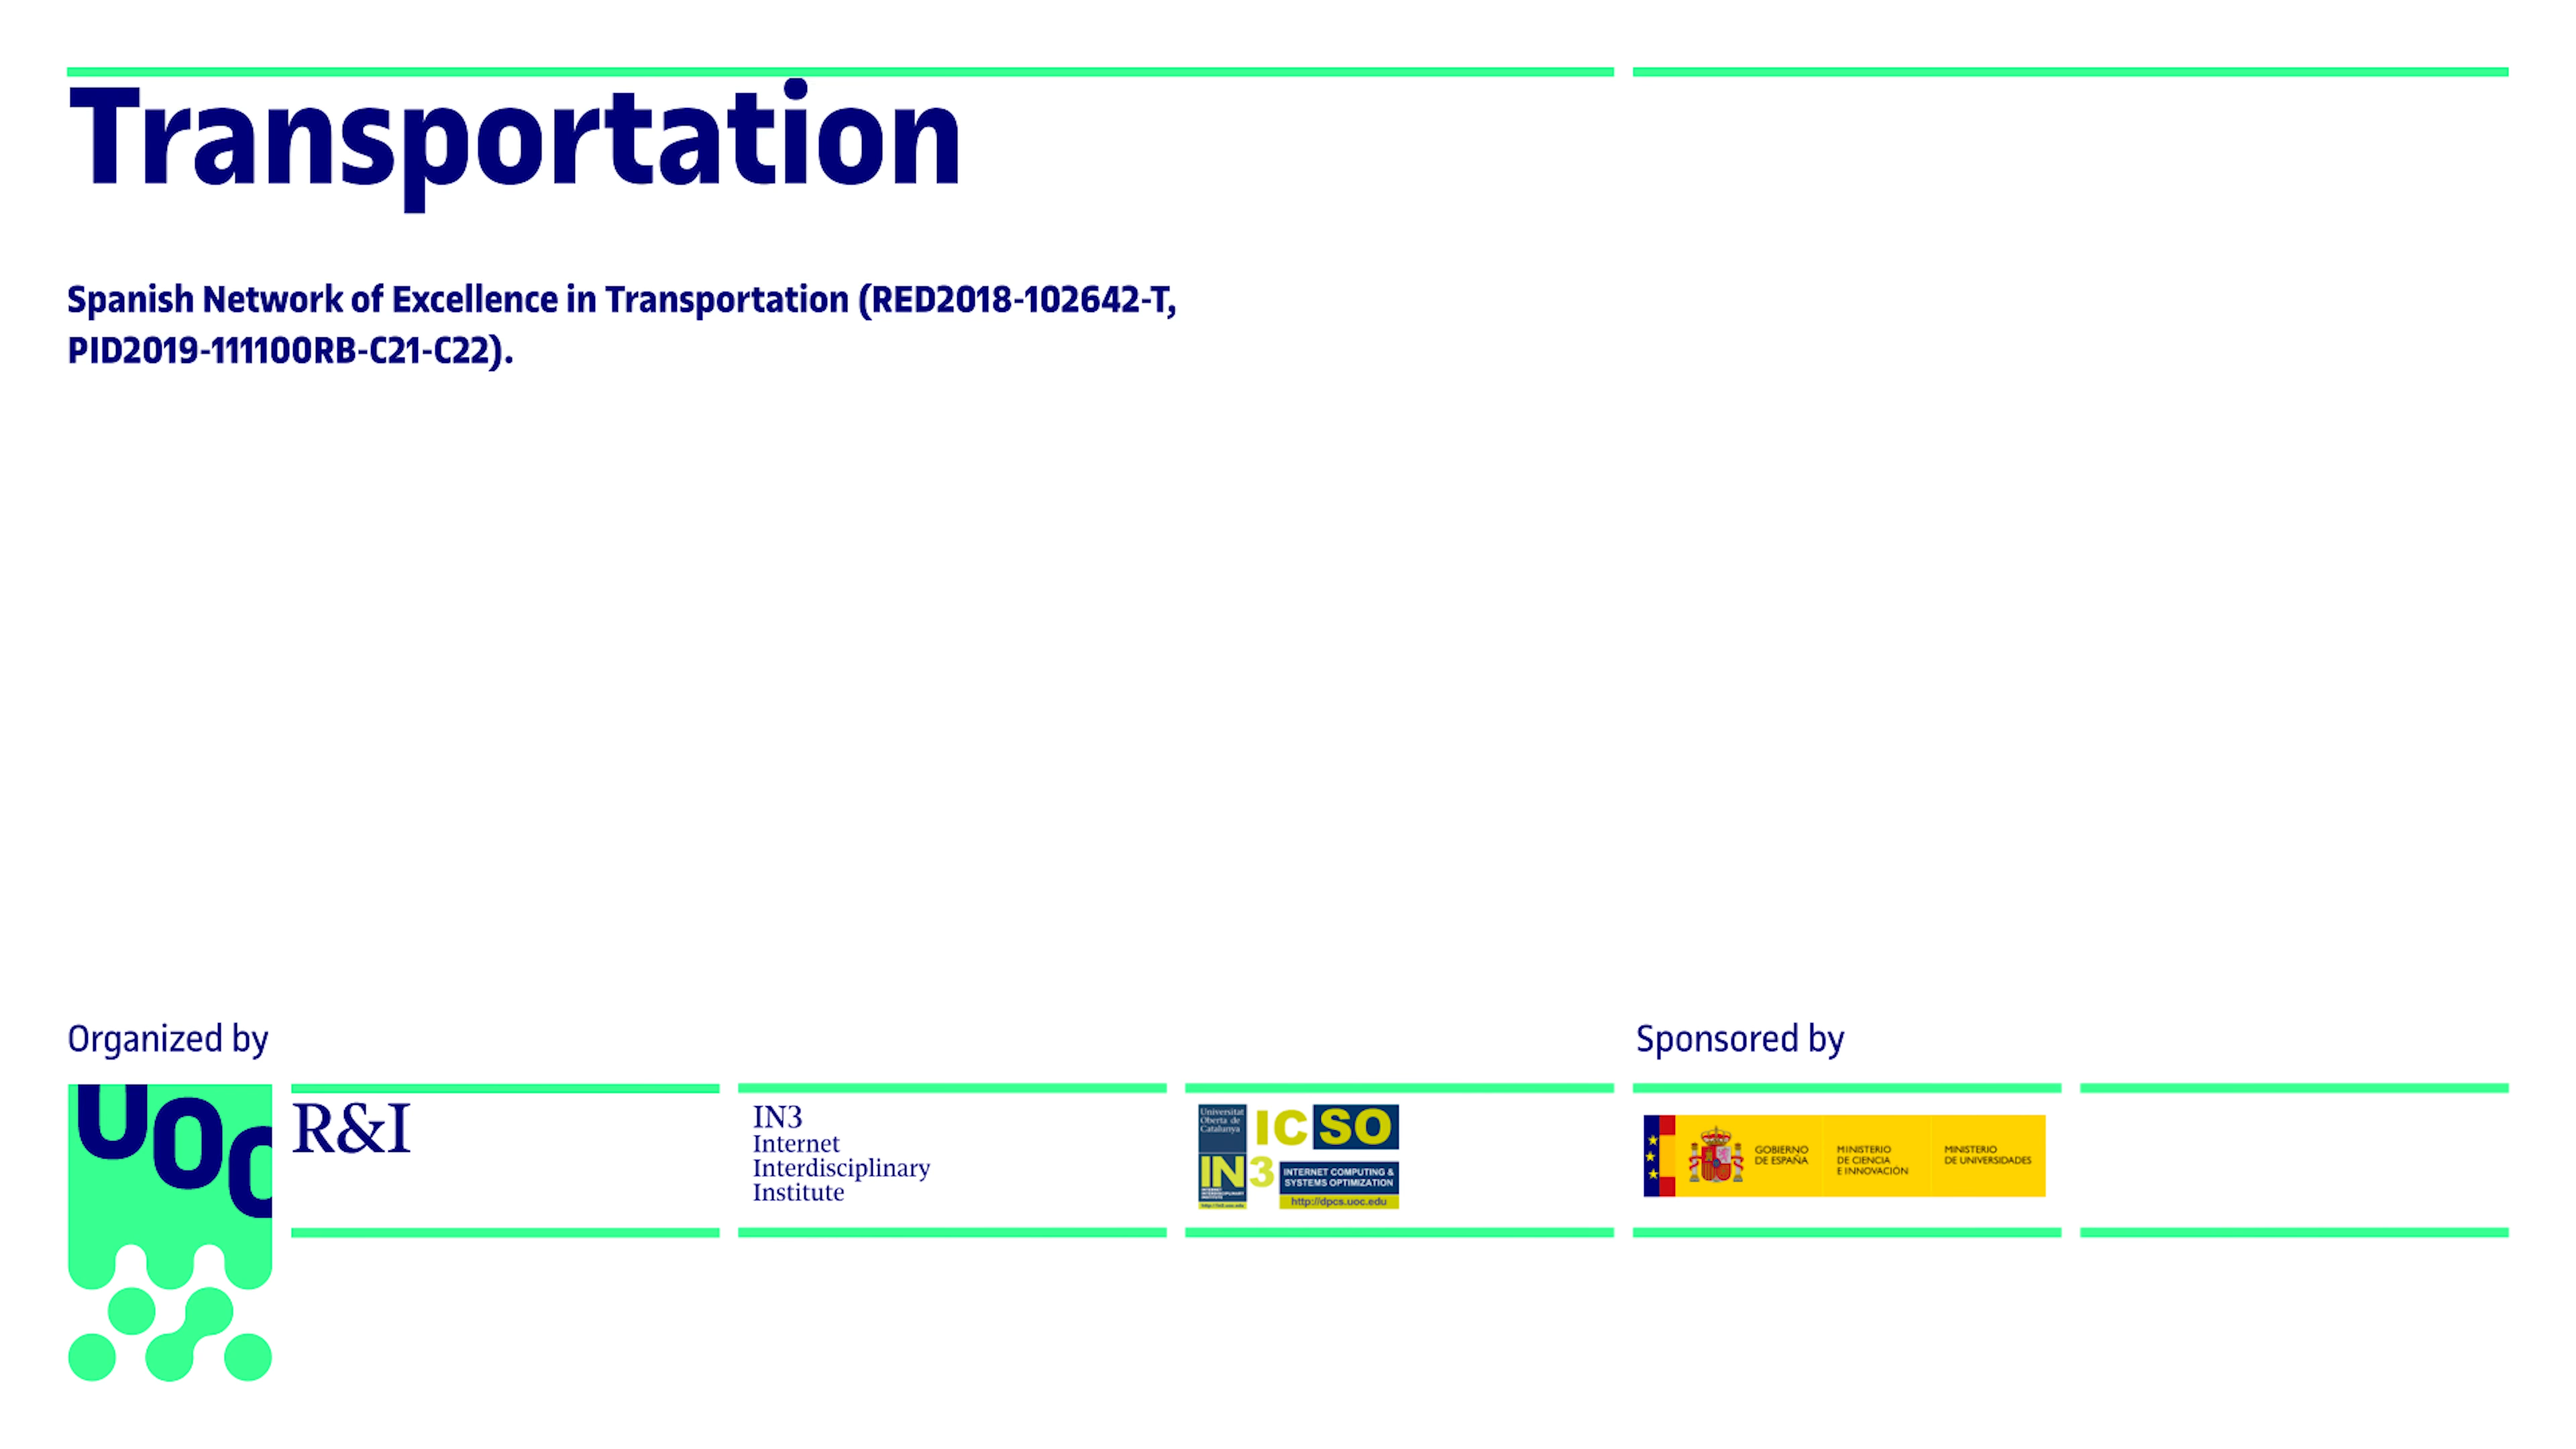 Transportation
Spanish Network of Excellence in Transportation (RED2018-102642-T,
PID2019-111100RB-C21-C22).
Organized by
Sponsored by
UOC
R&I
IN3
Internet
Interdisciplinary
Institute
Universitat
Oberta de
Catalunya
IN3
ICSO
INTERNET COMPUTING &
SYSTEMS OPTIMIZATION
http://dpcs.uoc.edu
GOBIERNO
DE ESPAÑA
MINISTERIO
DE CIENCIA
E INNOVACIÓN
MINISTERIO
DE UNIVERSIDADES